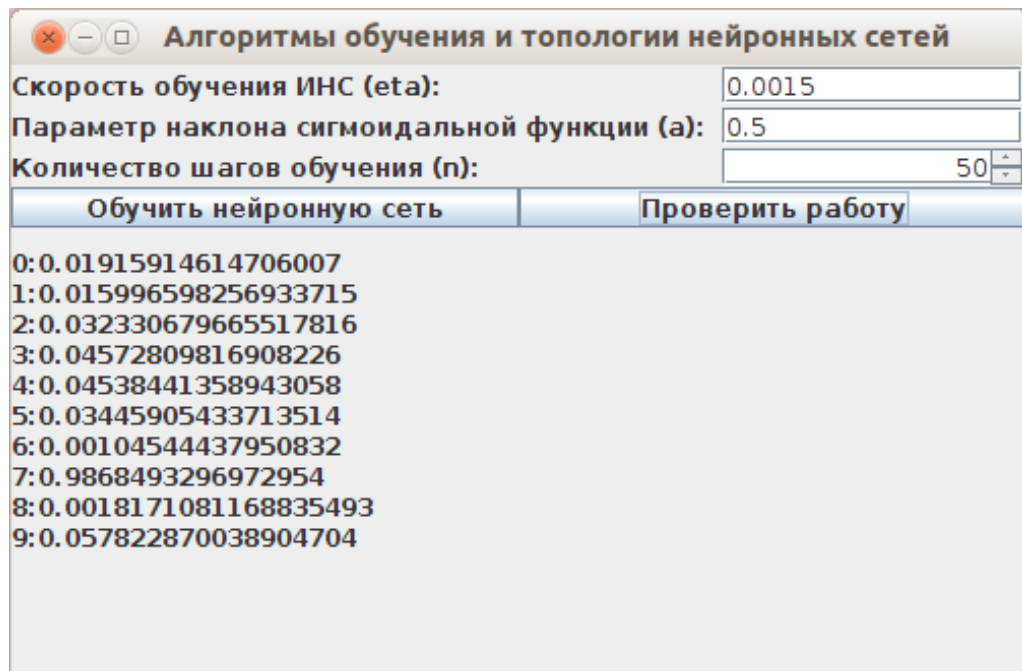 Алгоритмы обучения и топологии нейронных сетей
Скорость обучения ИНС (eta): 0.0015
Параметр наклона сигмоидальной функции (a): 0.5
Количество шагов обучения (n): 50
Обучить нейронную сеть Проверить работу
0:0.01915914614706007
1:0.015996598256933715
2:0.032330679665517816
3:0.04572809816908226
4:0.04538441358943058
5:0.03445905433713514
6:0.00104544437950832
7:0.9868493296972954
8:0.0018171081168835493
9:0.057822870038904704